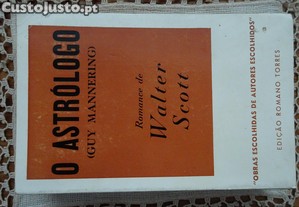 Custojusto.pt
O ASTRÓLOGO
(GUY MANNERING)
Romance de
Walter
Scott
"OBRAS ESCOLHIDAS DE AUTORES ESCOLHIDOS"
EDIÇÃO ROMANO TORRES